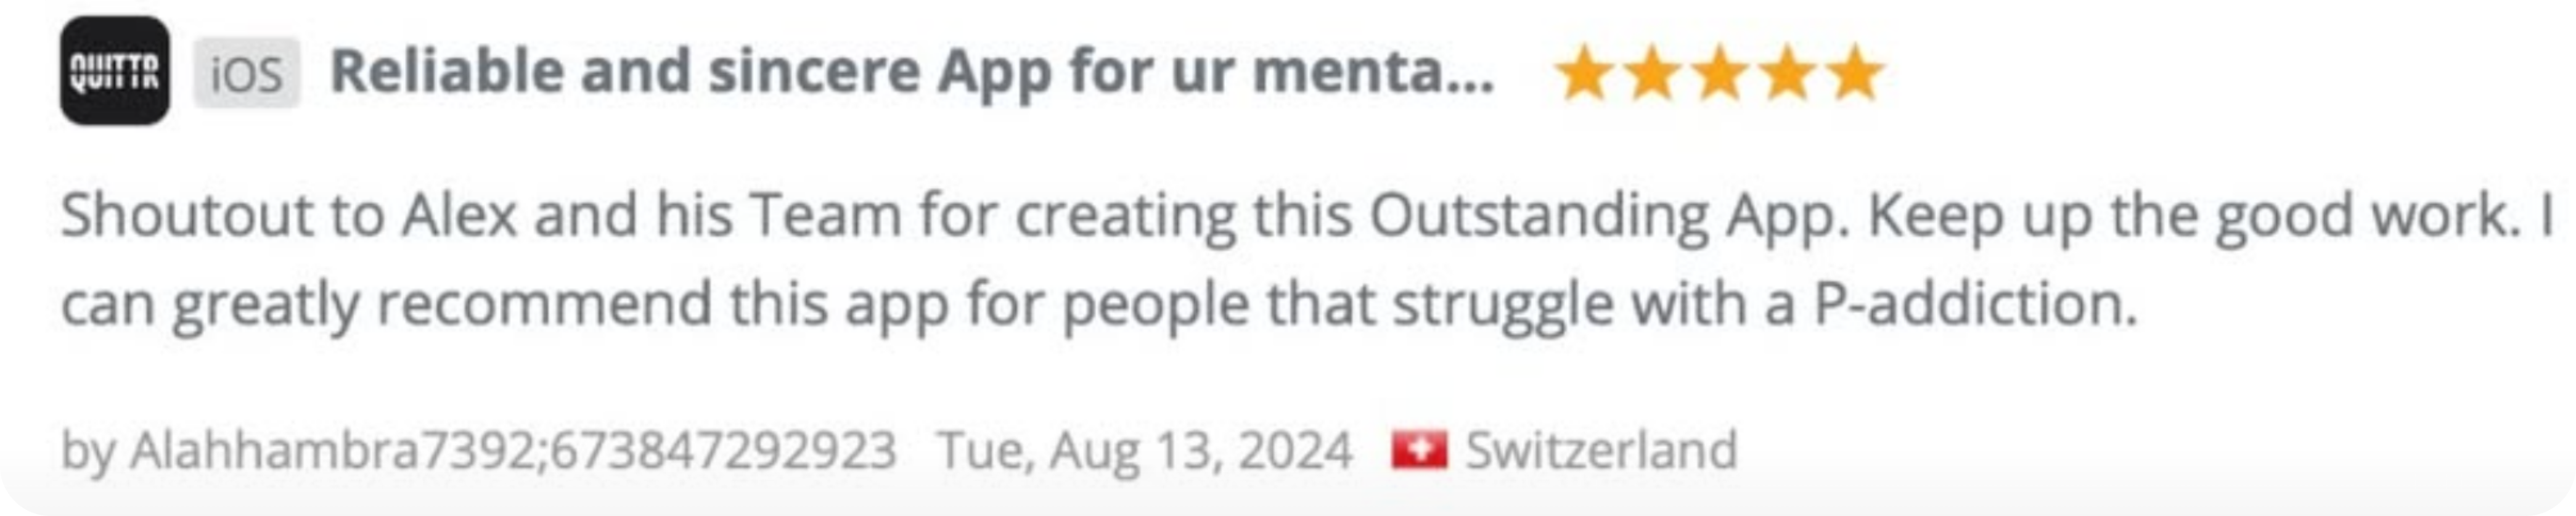 QUITTR iOS Reliable and sincere App for ur menta...
Shoutout to Alex and his Team for creating this Outstanding App. Keep up the good work. I
can greatly recommend this app for people that struggle with a P-addiction.
by Alahhambra7392;673847292923 Tue, Aug 13, 2024 Switzerland